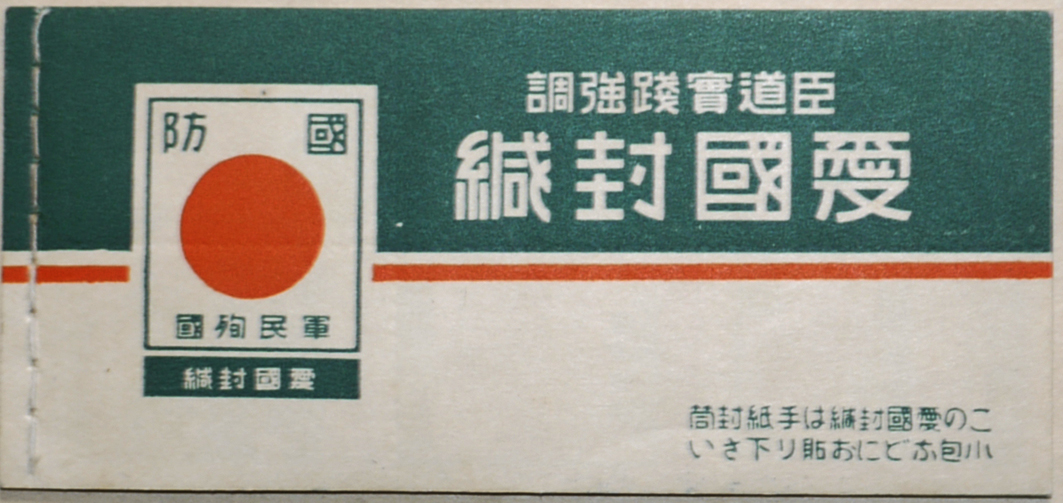 臣道實踐強調
愛國封緘
國防
軍民殉國
愛國封緘
この愛國封緘は手紙封筒
小包などにお貼り下さい